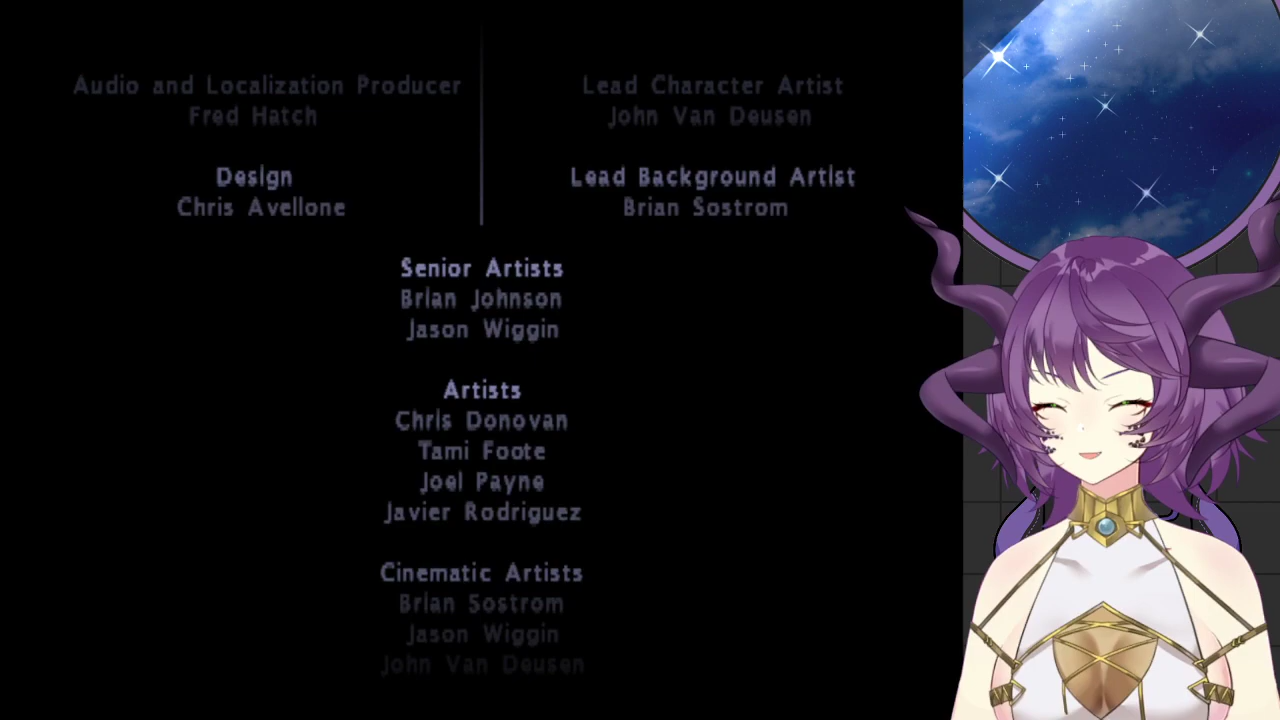 Audio and Localization Producer
Fred Hatch
Lead Character Artist
John Van Deusen
Design
Chris Avellone
Lead Background Artist
Brian Sostrom
Senior Artists
Brian Johnson
Jason Wiggin
Artists
Chris Donovan
Tami Foote
Joel Payne
Javier Rodriguez
Cinematic Artists
Brian Sostrom
Jason Wiggin
John Van Deusen